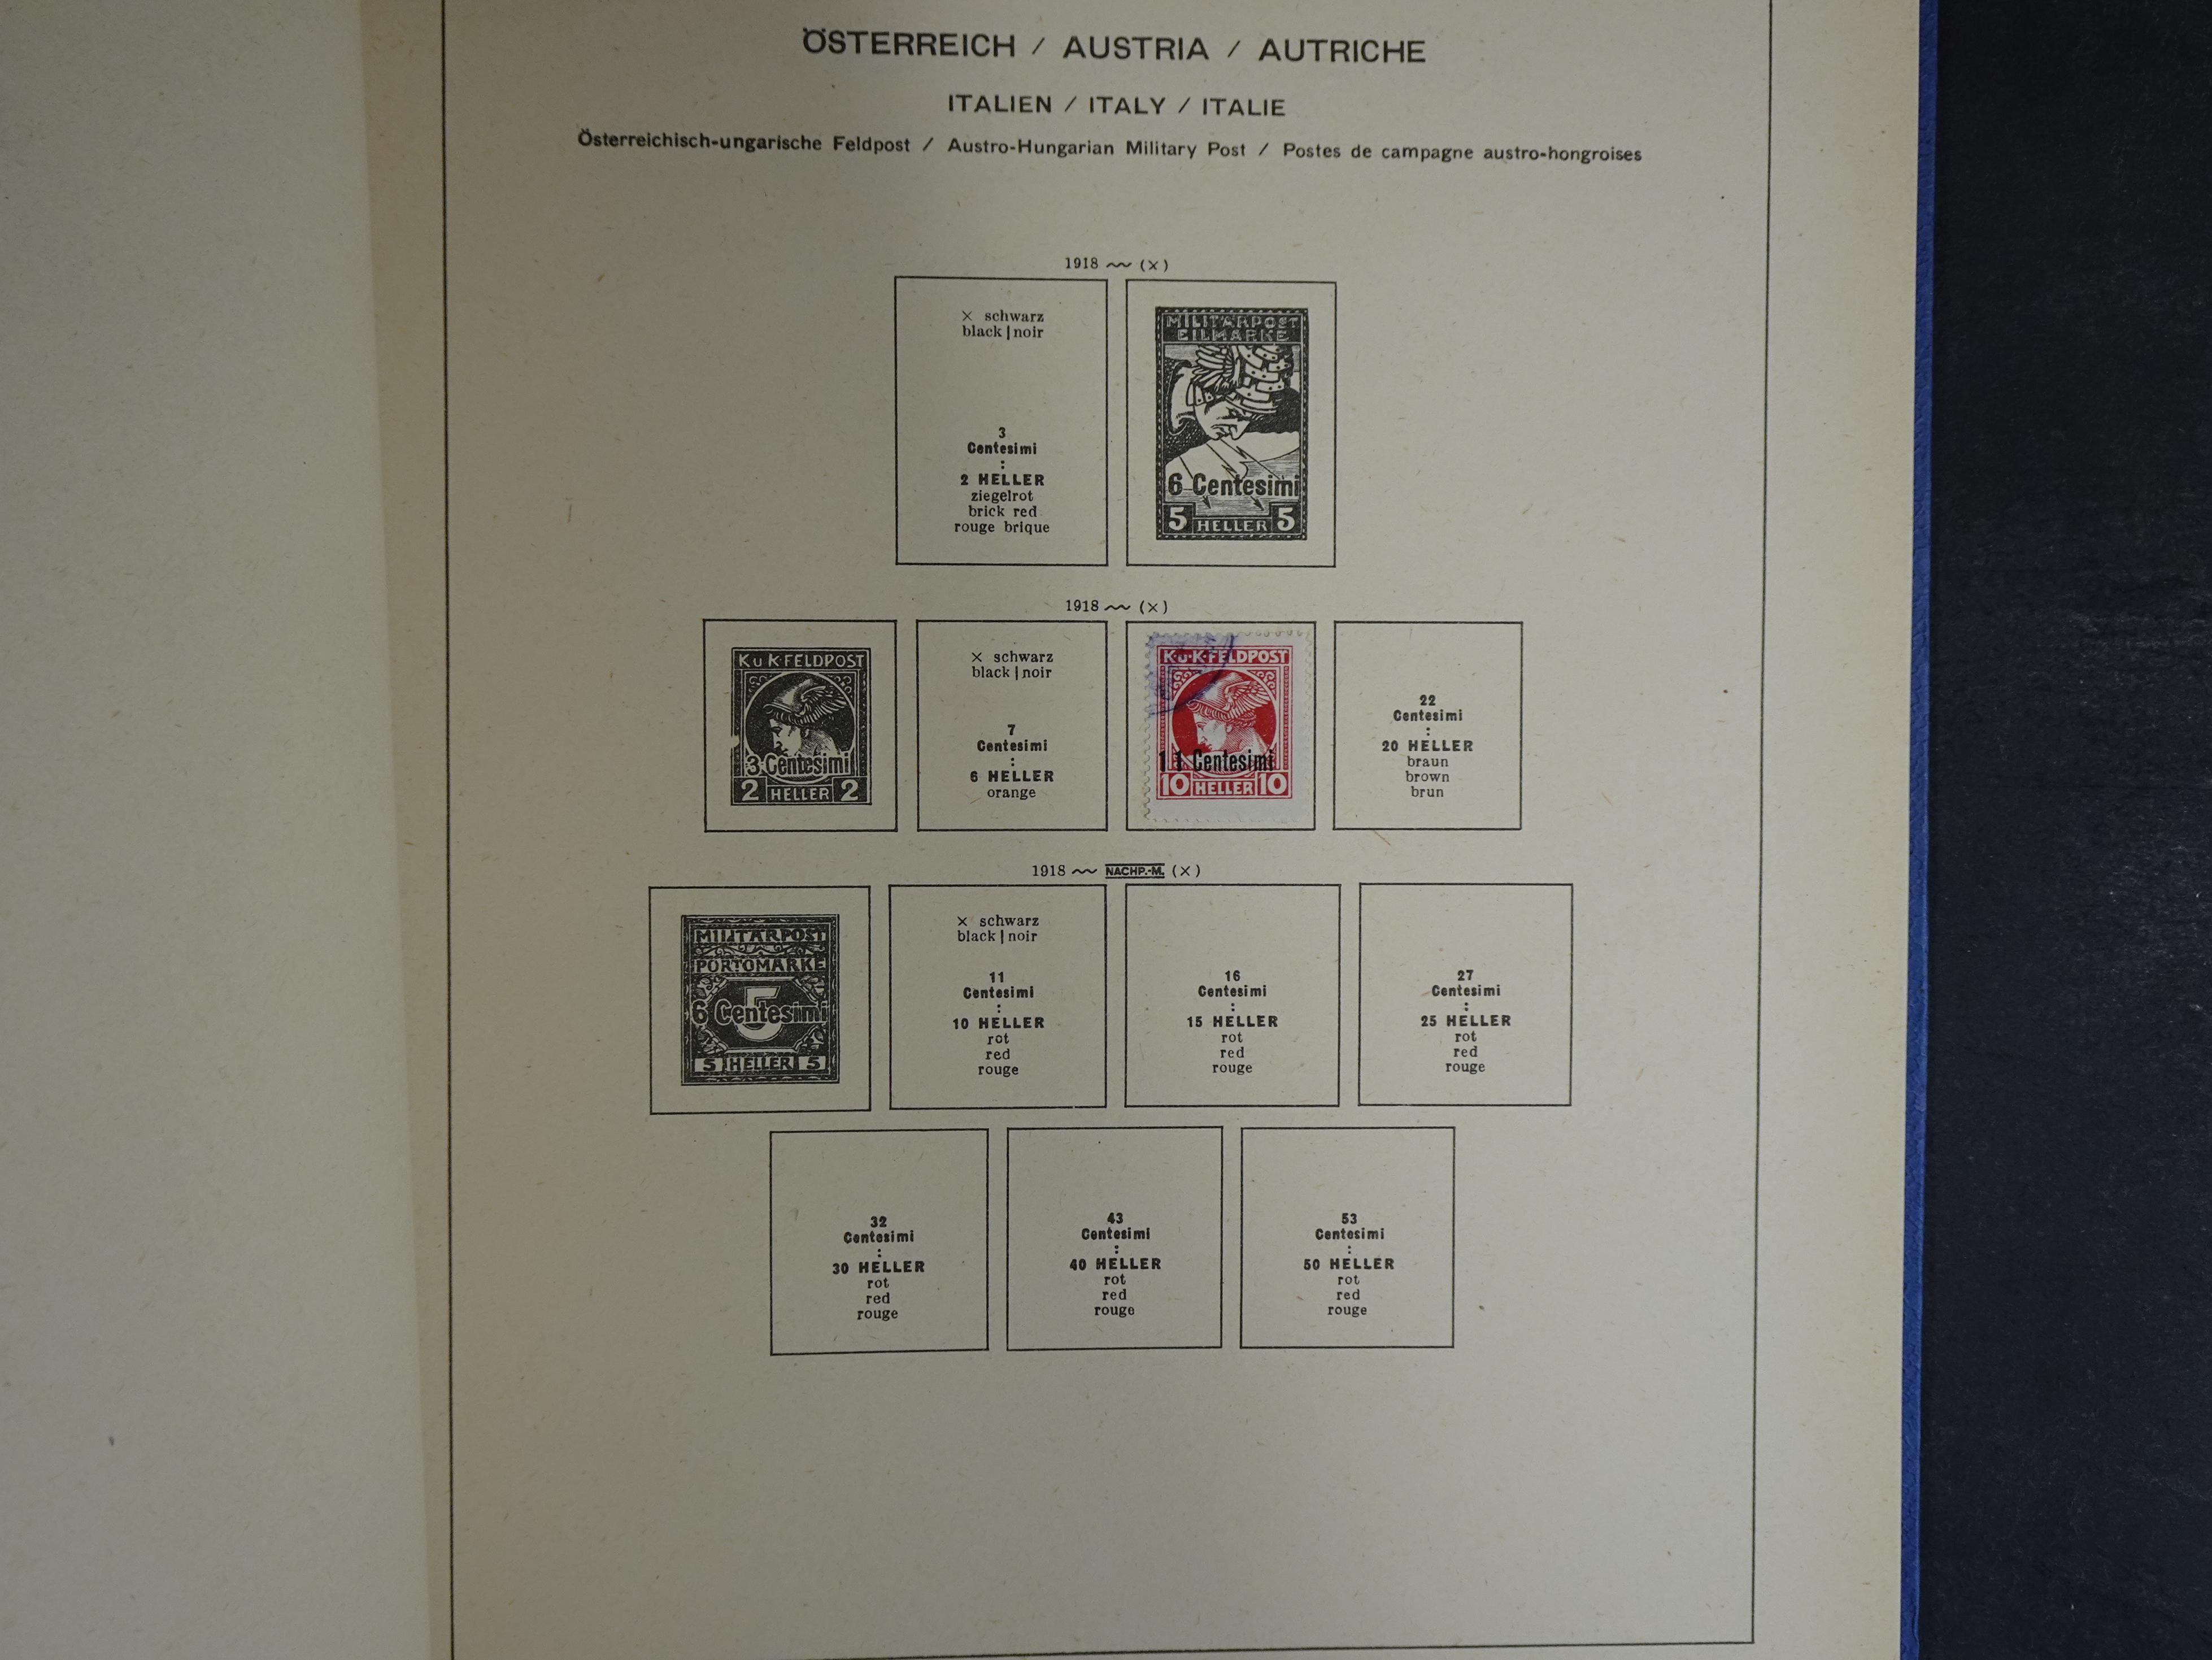 ÖSTERREICH / AUSTRIA / AUTRICHE
ITALIEN / ITALY / ITALIE
Österreichisch-ungarische Feldpost / Austro-Hungarian Military Post / Postes de campagne austro-hongroises
1918 (×)
× schwarz
black | noir
3
Centesimi
:
2 HELLER
ziegelrot
brick red
rouge brique
MILITÄRPOST
EILMARKE
6 Centesimi
5 HELLER 5
1918 (×)
K u K FELDPOST
3 Centesimi
2 HELLER 2
× schwarz
black | noir
7
Centesimi
:
6 HELLER
orange
K·u·K·FELDPOST
11 Centesimi
10 HELLER 10
22
Centesimi
:
20 HELLER
braun
brown
brun
1918 NACHP.-M. (×)
MILITÄRPOST
PORTOMARKE
5
6 Centesimi
5 HELLER 5
× schwarz
black | noir
11
Centesimi
:
10 HELLER
rot
red
rouge
16
Centesimi
:
15 HELLER
rot
red
rouge
27
Centesimi
:
25 HELLER
rot
red
rouge
32
Centesimi
:
30 HELLER
rot
red
rouge
43
Centesimi
:
40 HELLER
rot
red
rouge
53
Centesimi
:
50 HELLER
rot
red
rouge